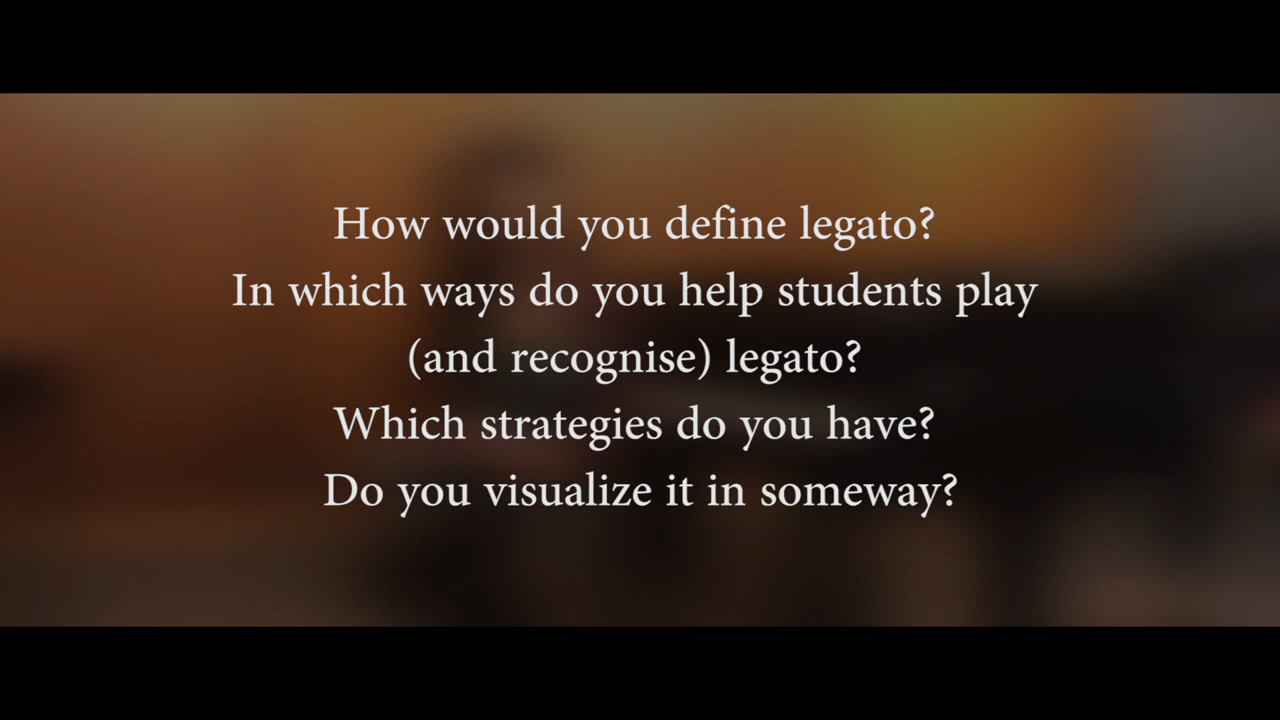 How would you define legato?
In which ways do you help students play
(and recognise) legato?
Which strategies do you have?
Do you visualize it in someway?